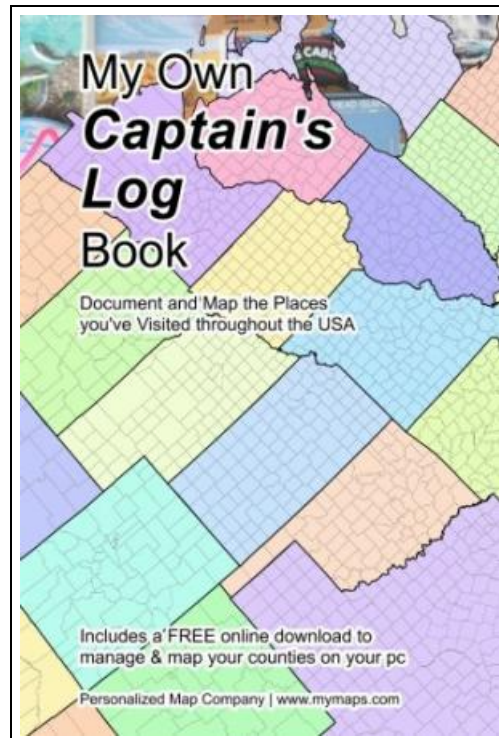 My Own
Captain's
Log
Book
Document and Map the Places
you've Visited throughout the USA
Includes a FREE online download to
manage & map your counties on your pc
Personalized Map Company | www.mymaps.com